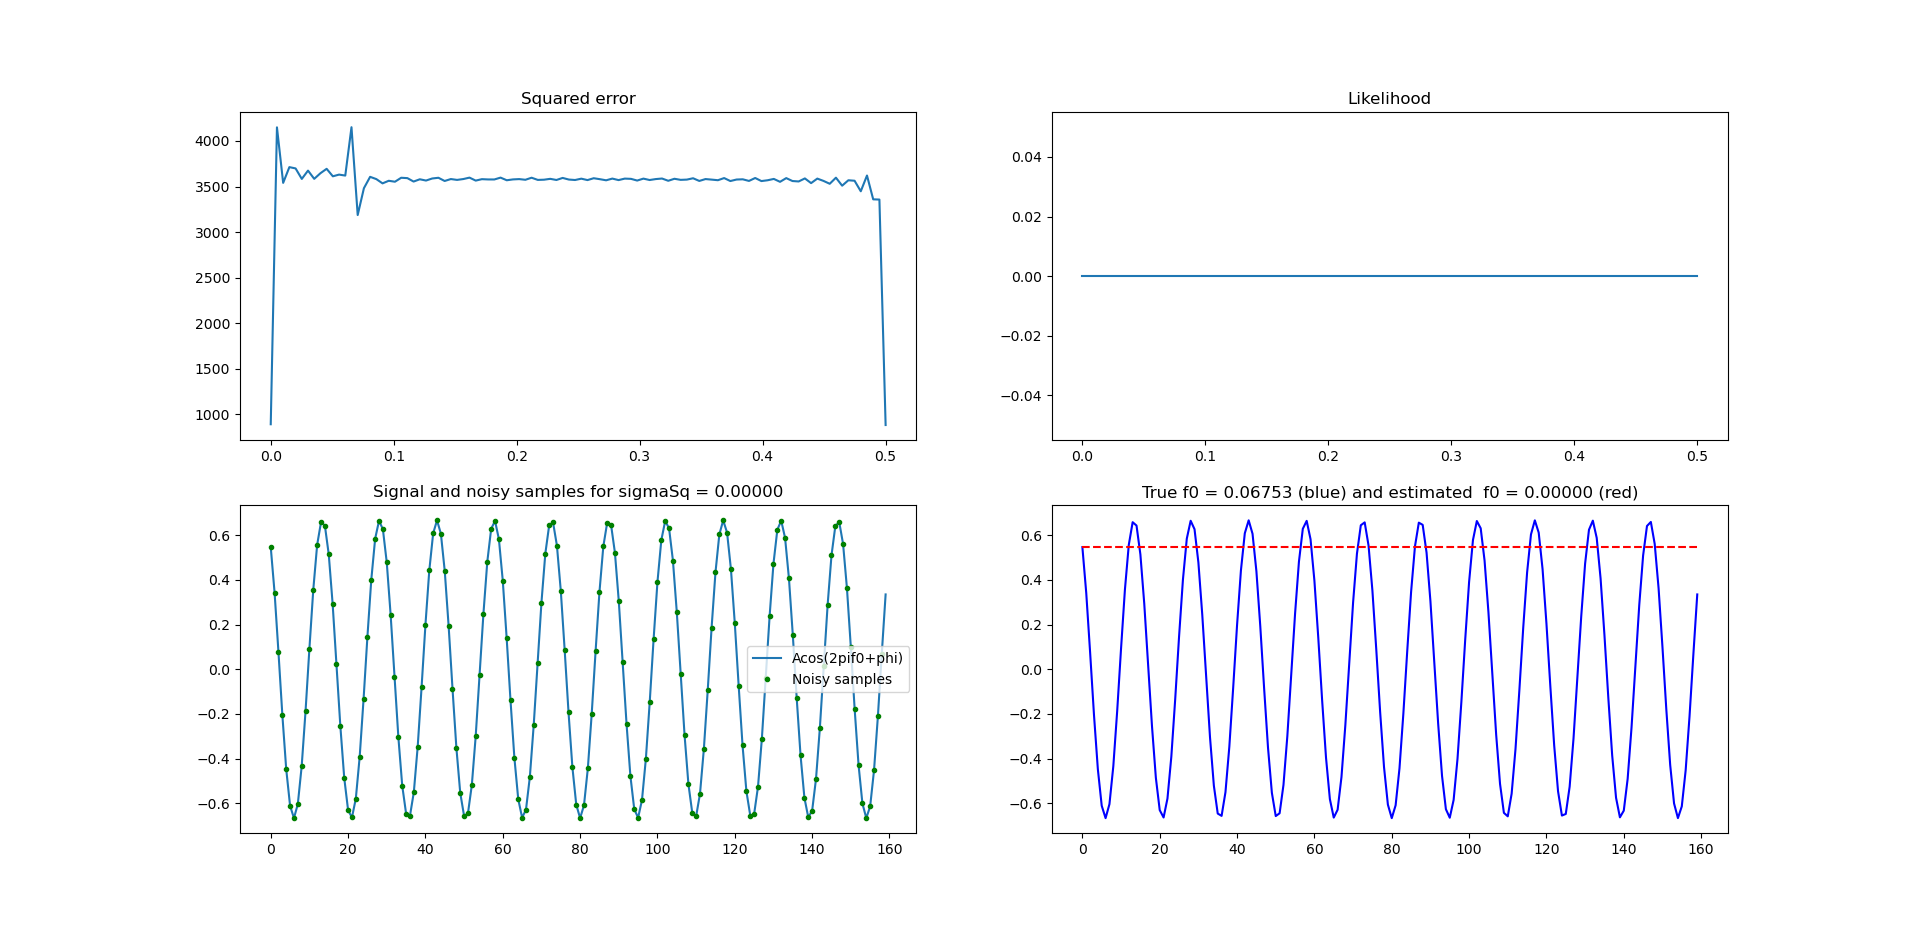 Squared error
4000
3500
3000
2500
2000
1500
1000
0.0 0.1 0.2 0.3 0.4 0.5
Likelihood
0.04
0.02
0.00
−0.02
−0.04
0.0 0.1 0.2 0.3 0.4 0.5
Signal and noisy samples for sigmaSq = 0.00000
0.6
0.4
0.2
0.0
−0.2
−0.4
−0.6
Acos(2pif0+phi)
Noisy samples
0 20 40 60 80 100 120 140 160
True f0 = 0.06753 (blue) and estimated  f0 = 0.00000 (red)
0.6
0.4
0.2
0.0
−0.2
−0.4
−0.6
0 20 40 60 80 100 120 140 160